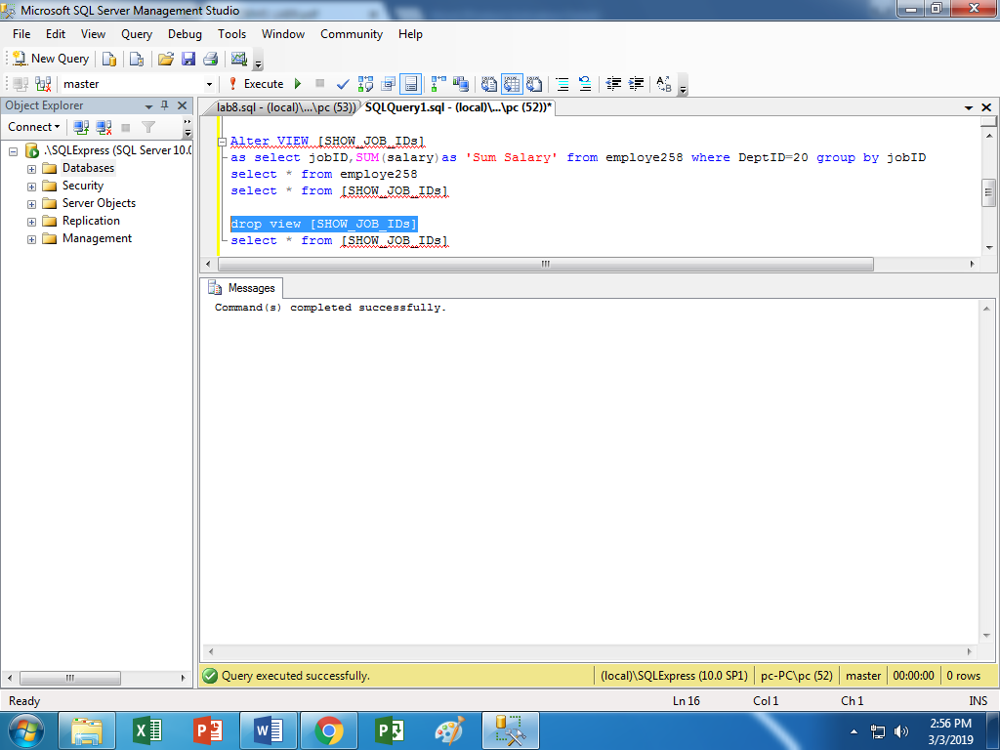 Microsoft SQL Server Management Studio
File Edit View Query Debug Tools Window Community Help
New Query
master Execute
Object Explorer
Connect
.\SQLExpress (SQL Server 10.0
Databases
Security
Server Objects
Replication
Management
lab8.sql - (local)\...\pc (53)) SQLQuery1.sql - (local)\...\pc (52))*
Alter VIEW [SHOW_JOB_IDs]
as select jobID,SUM(salary)as 'Sum Salary' from employe258 where DeptID=20 group by jobID
select * from employe258
select * from [SHOW_JOB_IDs]
drop view [SHOW_JOB_IDs]
select * from [SHOW_JOB_IDs]
Messages
Command(s) completed successfully.
Query executed successfully. (local)\SQLExpress (10.0 SP1) pc-PC\pc (52) master 00:00:00 0 rows
Ready Ln 16 Col 1 Ch 1 INS
2:56 PM
3/3/2019